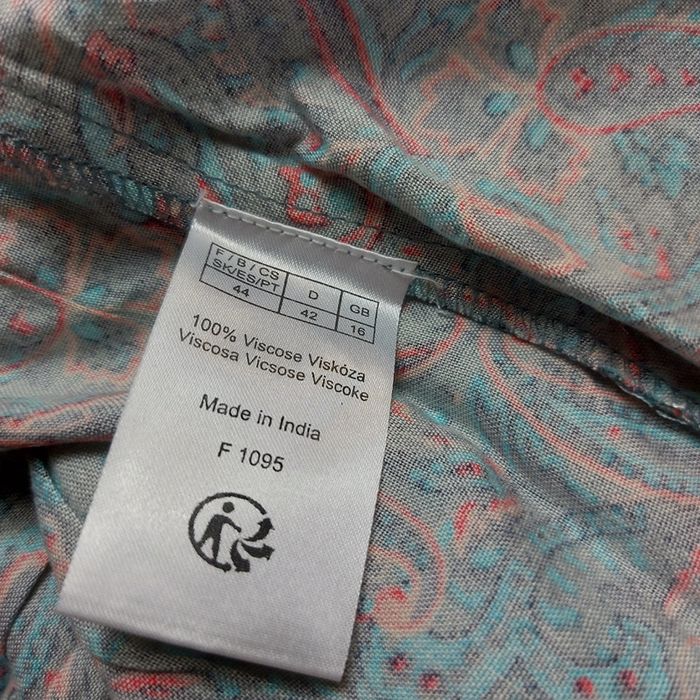 F / B / CS
SK/ES/PT
D
GB
44
42
16
100% Viscose Viskóza
Viscosa Vicsose Viscoke
Made in India
F 1095